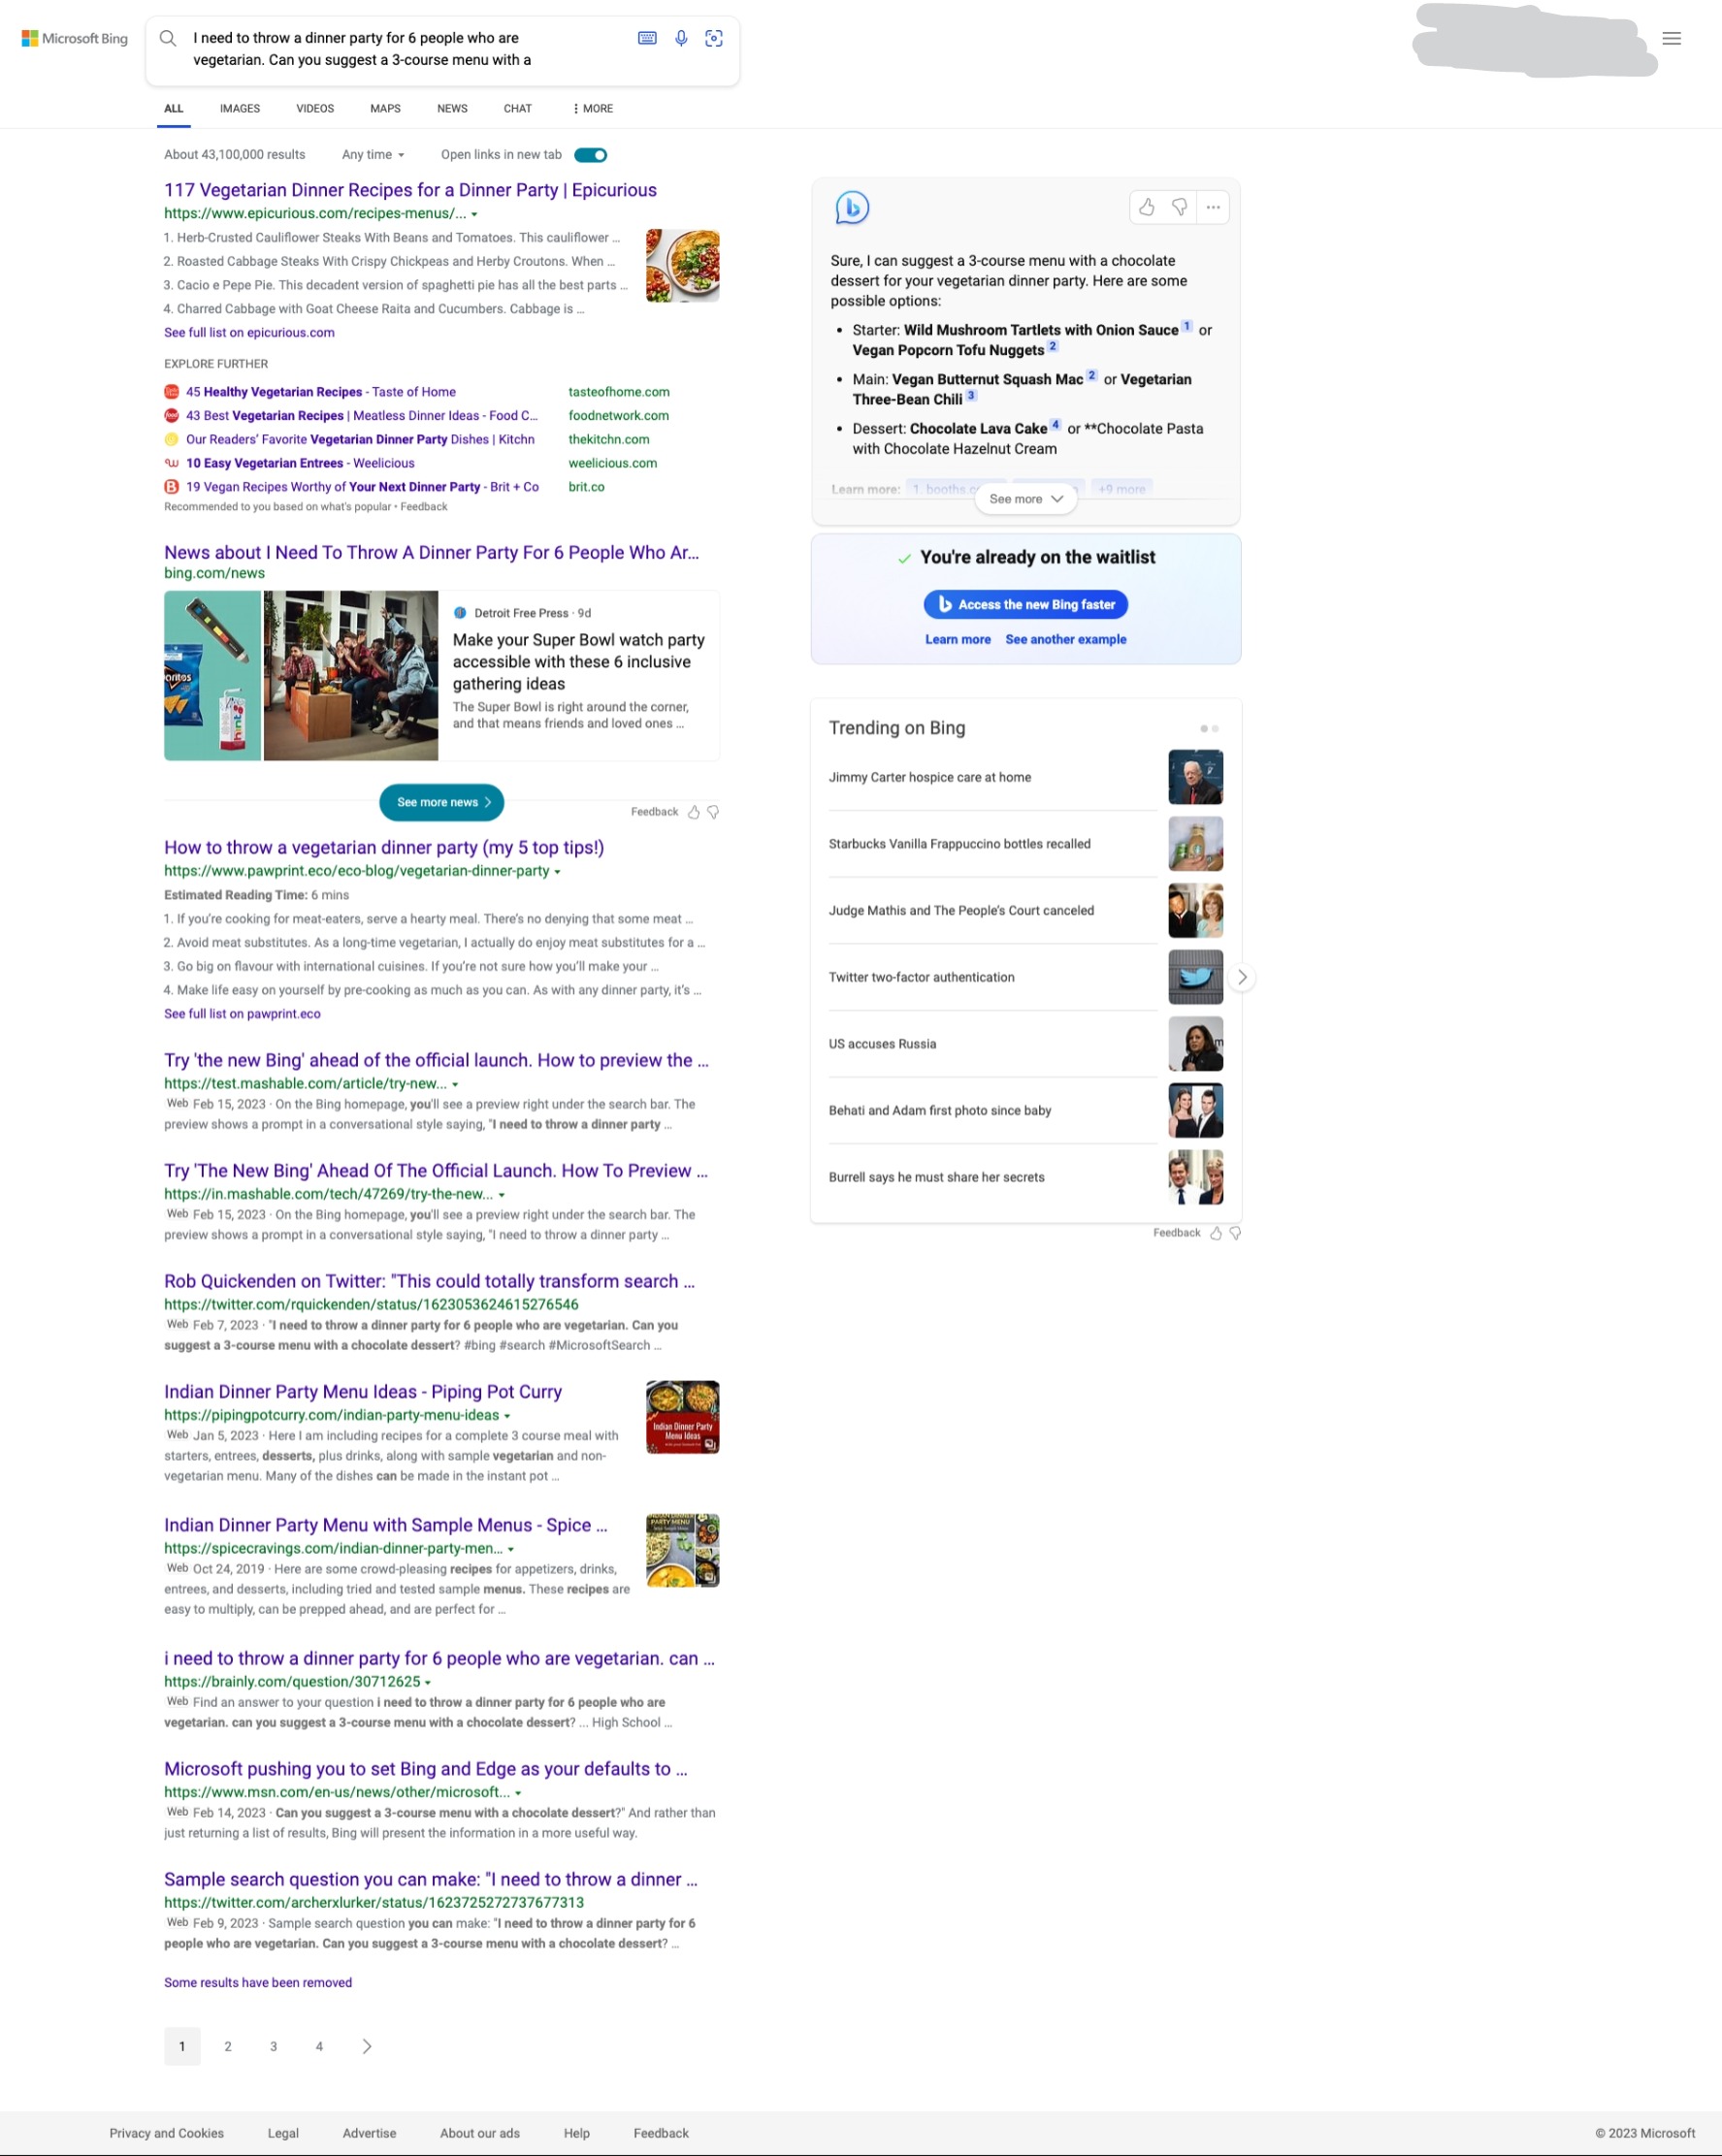 Microsoft Bing
I need to throw a dinner party for 6 people who are
vegetarian. Can you suggest a 3-course menu with a
ALL IMAGES VIDEOS MAPS NEWS CHAT MORE
About 43,100,000 results Any time Open links in new tab
117 Vegetarian Dinner Recipes for a Dinner Party | Epicurious
https://www.epicurious.com/recipes-menus/...
1. Herb-Crusted Cauliflower Steaks With Beans and Tomatoes. This cauliflower ...
2. Roasted Cabbage Steaks With Crispy Chickpeas and Herby Croutons. When ...
3. Cacio e Pepe Pie. This decadent version of spaghetti pie has all the best parts ...
4. Charred Cabbage with Goat Cheese Raita and Cucumbers. Cabbage is ...
See full list on epicurious.com
EXPLORE FURTHER
45 Healthy Vegetarian Recipes - Taste of Home tasteofhome.com
43 Best Vegetarian Recipes | Meatless Dinner Ideas - Food C... foodnetwork.com
Our Readers' Favorite Vegetarian Dinner Party Dishes | Kitchn thekitchn.com
10 Easy Vegetarian Entrees - Weelicious weelicious.com
19 Vegan Recipes Worthy of Your Next Dinner Party - Brit + Co brit.co
Recommended to you based on what's popular • Feedback
News about I Need To Throw A Dinner Party For 6 People Who Ar...
bing.com/news
Detroit Free Press · 9d
Make your Super Bowl watch party
accessible with these 6 inclusive
gathering ideas
The Super Bowl is right around the corner,
and that means friends and loved ones ...
See more news
Feedback
How to throw a vegetarian dinner party (my 5 top tips!)
https://www.pawprint.eco/eco-blog/vegetarian-dinner-party
Estimated Reading Time: 6 mins
1. If you're cooking for meat-eaters, serve a hearty meal. There's no denying that some meat ...
2. Avoid meat substitutes. As a long-time vegetarian, I actually do enjoy meat substitutes for a ...
3. Go big on flavour with international cuisines. If you're not sure how you'll make your ...
4. Make life easy on yourself by pre-cooking as much as you can. As with any dinner party, it's ...
See full list on pawprint.eco
Try 'the new Bing' ahead of the official launch. How to preview the ...
https://test.mashable.com/article/try-new...
Web Feb 15, 2023 · On the Bing homepage, you'll see a preview right under the search bar. The
preview shows a prompt in a conversational style saying, "I need to throw a dinner party ...
Try 'The New Bing' Ahead Of The Official Launch. How To Preview ...
https://in.mashable.com/tech/47269/try-the-new...
Web Feb 15, 2023 · On the Bing homepage, you'll see a preview right under the search bar. The
preview shows a prompt in a conversational style saying, "I need to throw a dinner party ...
Rob Quickenden on Twitter: "This could totally transform search ...
https://twitter.com/rquickenden/status/1623053624615276546
Web Feb 7, 2023 · "I need to throw a dinner party for 6 people who are vegetarian. Can you
suggest a 3-course menu with a chocolate dessert? #bing #search #MicrosoftSearch ...
Indian Dinner Party Menu Ideas - Piping Pot Curry
https://pipingpotcurry.com/indian-party-menu-ideas
Web Jan 5, 2023 · Here I am including recipes for a complete 3 course meal with
starters, entrees, desserts, plus drinks, along with sample vegetarian and non-
vegetarian menu. Many of the dishes can be made in the instant pot ...
Indian Dinner Party
Menu Ideas
Indian Dinner Party Menu with Sample Menus - Spice ...
https://spicecravings.com/indian-dinner-party-men...
Web Oct 24, 2019 · Here are some crowd-pleasing recipes for appetizers, drinks,
entrees, and desserts, including tried and tested sample menus. These recipes are
easy to multiply, can be prepped ahead, and are perfect for ...
i need to throw a dinner party for 6 people who are vegetarian. can ...
https://brainly.com/question/30712625
Web Find an answer to your question i need to throw a dinner party for 6 people who are
vegetarian. can you suggest a 3-course menu with a chocolate dessert? ... High School ...
Microsoft pushing you to set Bing and Edge as your defaults to ...
https://www.msn.com/en-us/news/other/microsoft...
Web Feb 14, 2023 · Can you suggest a 3-course menu with a chocolate dessert?" And rather than
just returning a list of results, Bing will present the information in a more useful way.
Sample search question you can make: "I need to throw a dinner ...
https://twitter.com/archerxlurker/status/1623725272737677313
Web Feb 9, 2023 · Sample search question you can make: "I need to throw a dinner party for 6
people who are vegetarian. Can you suggest a 3-course menu with a chocolate dessert? ...
Some results have been removed
1 2 3 4
Sure, I can suggest a 3-course menu with a chocolate
dessert for your vegetarian dinner party. Here are some
possible options:
• Starter: Wild Mushroom Tartlets with Onion Sauce 1 or
Vegan Popcorn Tofu Nuggets 2
• Main: Vegan Butternut Squash Mac 2 or Vegetarian
Three-Bean Chili 3
• Dessert: Chocolate Lava Cake 4 or **Chocolate Pasta
with Chocolate Hazelnut Cream
Learn more: 1. booths.c +9 more
See more
You're already on the waitlist
Access the new Bing faster
Learn more See another example
Trending on Bing
Jimmy Carter hospice care at home
Starbucks Vanilla Frappuccino bottles recalled
Judge Mathis and The People's Court canceled
Twitter two-factor authentication
US accuses Russia
Behati and Adam first photo since baby
Burrell says he must share her secrets
Feedback
Privacy and Cookies Legal Advertise About our ads Help Feedback © 2023 Microsoft